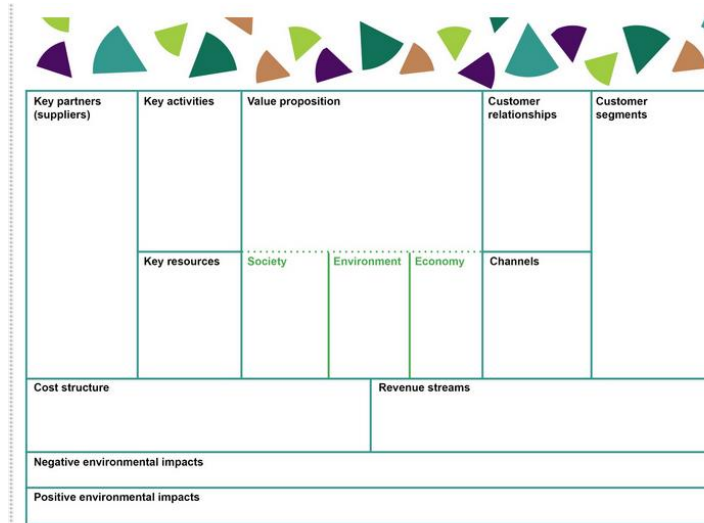 Key partners
(suppliers)
Key activities
Value proposition
Customer
relationships
Customer
segments
Key resources
Society
Environment
Economy
Channels
Cost structure
Revenue streams
Negative environmental impacts
Positive environmental impacts